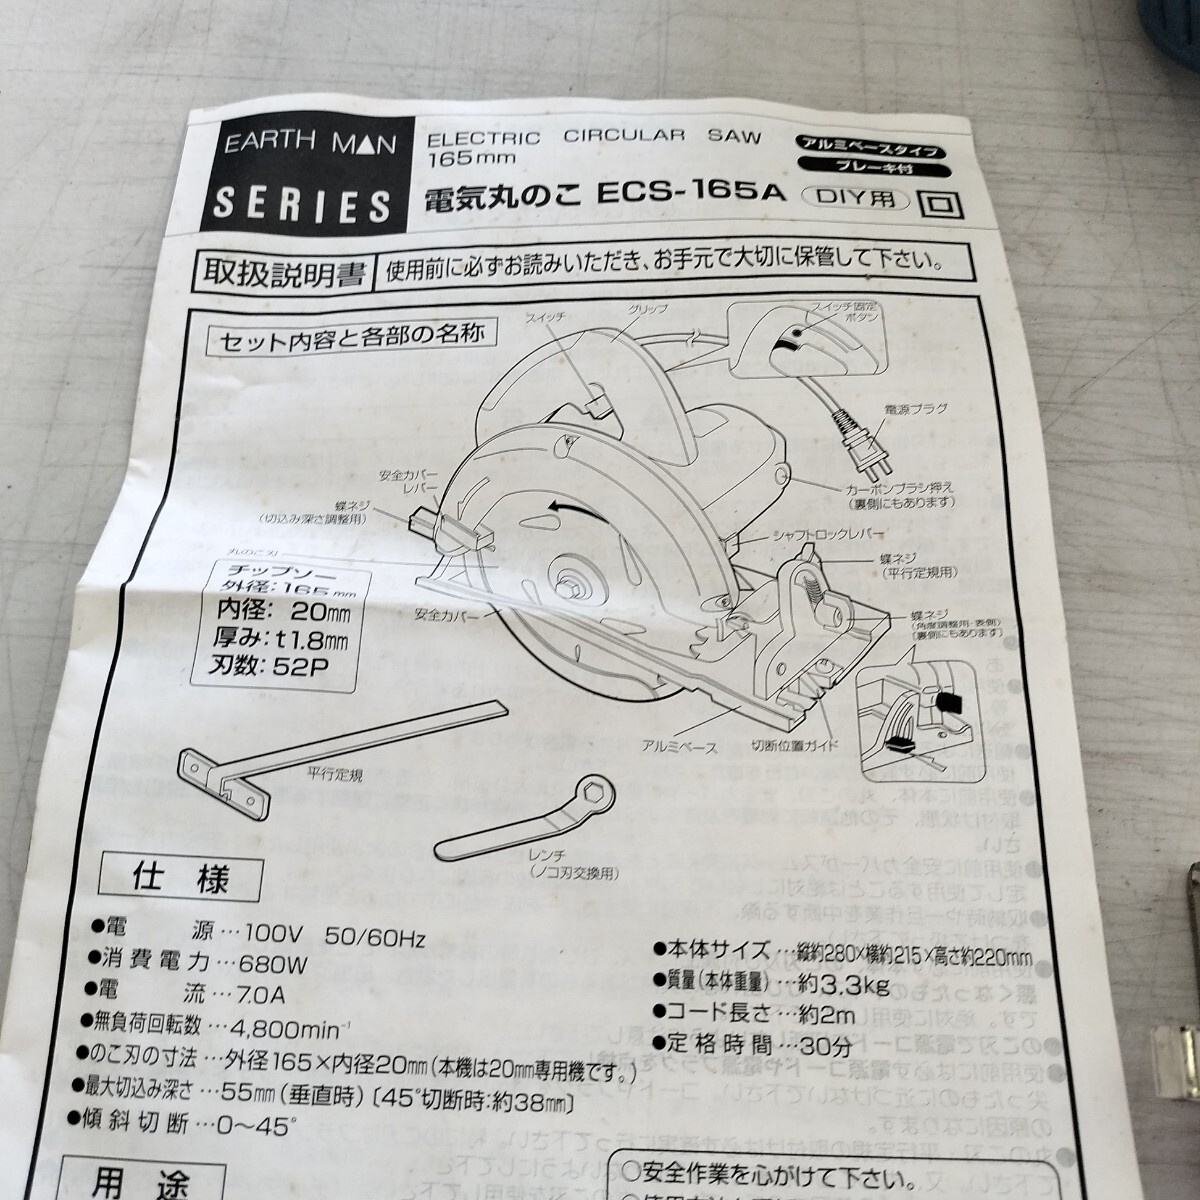 EARTH MAN
SERIES
ELECTRIC CIRCULAR SAW
165mm
電気丸のこ ECS-165A
DIY用
アルミベースタイプ
ブレーキ付
取扱説明書
使用前に必ずお読みいただき、お手元で大切に保管して下さい。
セット内容と各部の名称
スイッチ
グリップ
スイッチ固定
ボタン
電源プラグ
カーボンブラシ押え
(裏側にもあります)
安全カバー
レバー
蝶ネジ
(切込み深さ調整用)
シャフトロックレバー
蝶ネジ
(平行定規用)
丸のこ刃
チップソー
外径:165mm
内径:20mm
厚み:t1.8mm
刃数:52P
安全カバー
蝶ネジ
(角度調整用・表側)
(裏側にもあります)
アルミベース
切断位置ガイド
平行定規
レンチ
(ノコ刃交換用)
仕様
●電源…100V 50/60Hz
●消費電力…680W
●電流…7.0A
●無負荷回転数…4,800min⁻¹
●のこ刃の寸法…外径165×内径20mm(本機は20mm専用機です。)
●最大切込み深さ…55mm(垂直時)〔45°切断時:約38mm〕
●傾斜切断…0〜45°
●本体サイズ…縦約280×横約215×高さ約220mm
●質量(本体重量)…約3.3kg
●コード長さ…約2m
●定格時間…30分
用途
○安全作業を心がけて下さい。